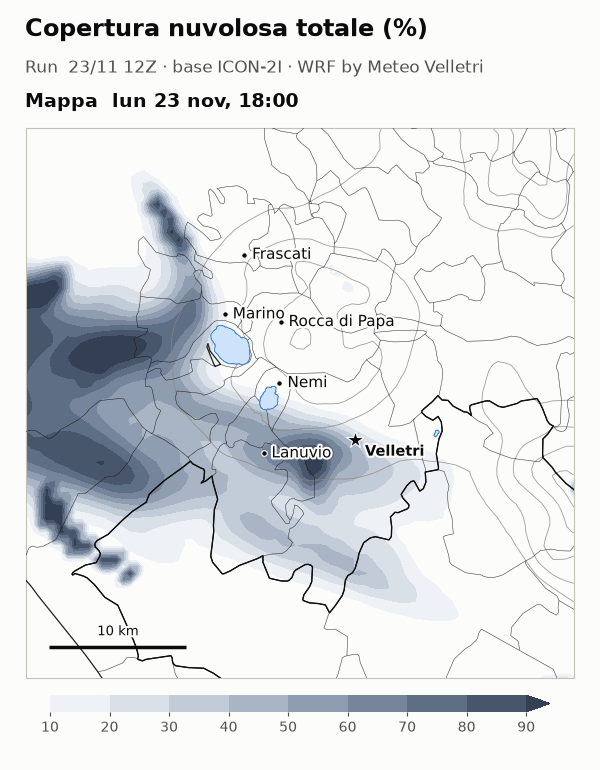 Copertura nuvolosa totale (%)
Run  23/11 12Z · base ICON-2I · WRF by Meteo Velletri
Mappa  lun 23 nov, 18:00
Frascati
Marino
Rocca di Papa
Nemi
Velletri
Lanuvio
10 km
10 20 30 40 50 60 70 80 90